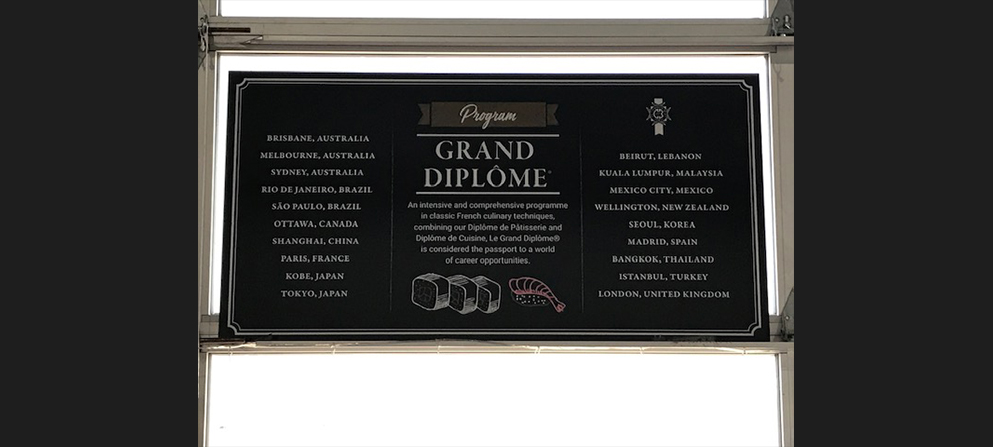 BRISBANE, AUSTRALIA
MELBOURNE, AUSTRALIA
SYDNEY, AUSTRALIA
RIO DE JANEIRO, BRAZIL
SÃO PAULO, BRAZIL
OTTAWA, CANADA
SHANGHAI, CHINA
PARIS, FRANCE
KOBE, JAPAN
TOKYO, JAPAN
Program
GRAND
DIPLÔME®
An intensive and comprehensive programme
in classic French culinary techniques,
combining our Diplôme de Pâtisserie and
Diplôme de Cuisine, Le Grand Diplôme®
is considered the passport to a world
of career opportunities.
BEIRUT, LEBANON
KUALA LUMPUR, MALAYSIA
MEXICO CITY, MEXICO
WELLINGTON, NEW ZEALAND
SEOUL, KOREA
MADRID, SPAIN
BANGKOK, THAILAND
ISTANBUL, TURKEY
LONDON, UNITED KINGDOM